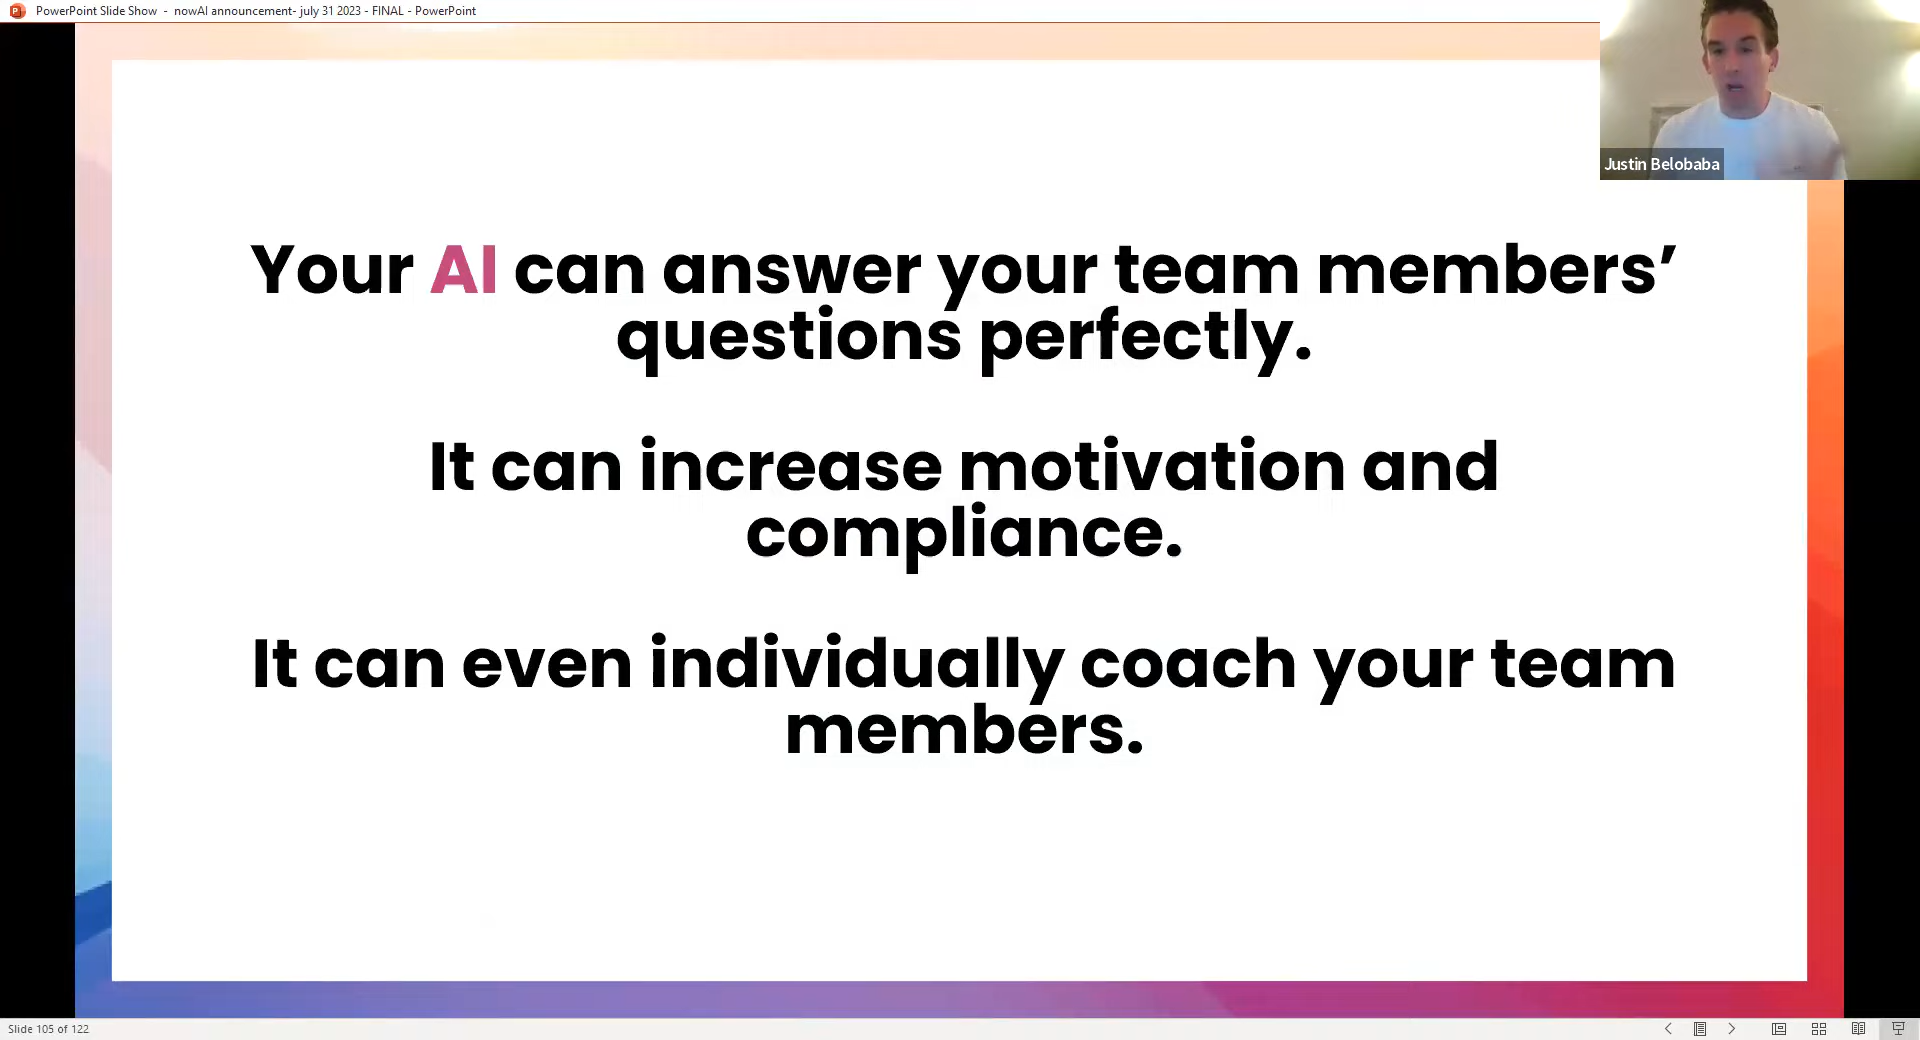 PowerPoint Slide Show - nowAI announcement- july 31 2023 - FINAL - PowerPoint
Justin Belobaba
Your AI can answer your team members’
questions perfectly.
It can increase motivation and
compliance.
It can even individually coach your team
members.
Slide 105 of 122